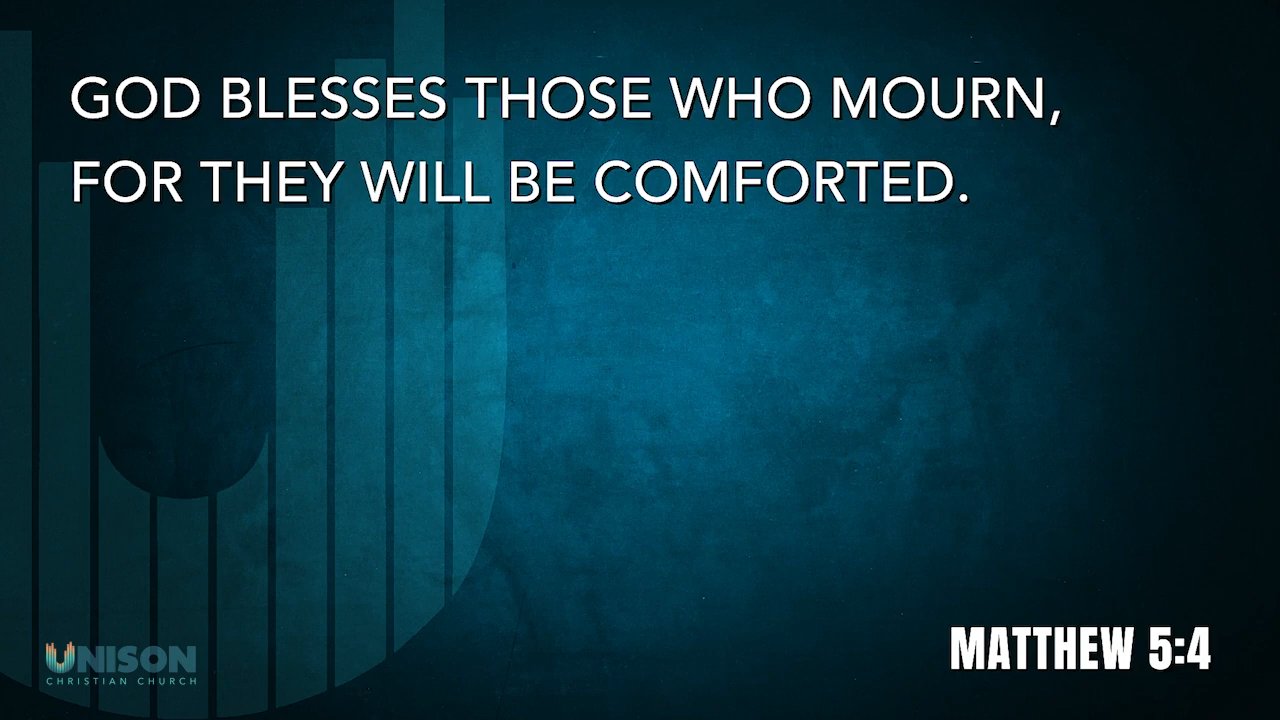 GOD BLESSES THOSE WHO MOURN,
FOR THEY WILL BE COMFORTED.
MATTHEW 5:4
UNISON
CHRISTIAN CHURCH